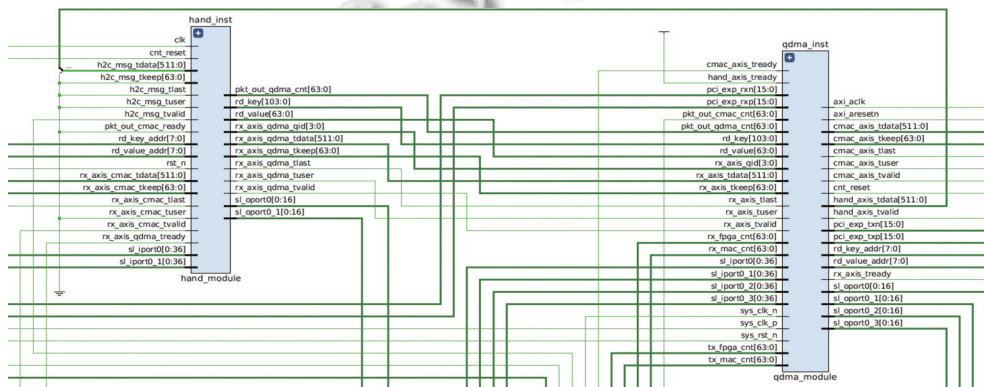 hand_inst
clk
cnt_reset
h2c_msg_tdata[511:0]
h2c_msg_tkeep[63:0]
h2c_msg_tlast
h2c_msg_tuser
h2c_msg_tvalid
pkt_out_cmac_ready
rd_key_addr[7:0]
rd_value_addr[7:0]
rst_n
rx_axis_cmac_tdata[511:0]
rx_axis_cmac_tkeep[63:0]
rx_axis_cmac_tlast
rx_axis_cmac_tuser
rx_axis_cmac_tvalid
rx_axis_qdma_tready
sl_iport0[0:36]
sl_iport0_1[0:36]
pkt_out_qdma_cnt[63:0]
rd_key[103:0]
rd_value[63:0]
rx_axis_qdma_qid[3:0]
rx_axis_qdma_tdata[511:0]
rx_axis_qdma_tkeep[63:0]
rx_axis_qdma_tlast
rx_axis_qdma_tuser
rx_axis_qdma_tvalid
sl_oport0[0:16]
sl_oport0_1[0:16]
hand_module
qdma_inst
cmac_axis_tready
hand_axis_tready
pci_exp_rxn[15:0]
pci_exp_rxp[15:0]
pkt_out_cmac_cnt[63:0]
pkt_out_qdma_cnt[63:0]
rd_key[103:0]
rd_value[63:0]
rx_axis_qid[3:0]
rx_axis_tdata[511:0]
rx_axis_tkeep[63:0]
rx_axis_tlast
rx_axis_tuser
rx_axis_tvalid
rx_fpga_cnt[63:0]
rx_mac_cnt[63:0]
sl_iport0[0:36]
sl_iport0_1[0:36]
sl_iport0_2[0:36]
sl_iport0_3[0:36]
sys_clk_n
sys_clk_p
sys_rst_n
tx_fpga_cnt[63:0]
tx_mac_cnt[63:0]
axi_aclk
axi_aresetn
cmac_axis_tdata[511:0]
cmac_axis_tkeep[63:0]
cmac_axis_tlast
cmac_axis_tuser
cmac_axis_tvalid
cnt_reset
hand_axis_tdata[511:0]
hand_axis_tvalid
pci_exp_txn[15:0]
pci_exp_txp[15:0]
rd_key_addr[7:0]
rd_value_addr[7:0]
rx_axis_tready
sl_oport0[0:16]
sl_oport0_1[0:16]
sl_oport0_2[0:16]
sl_oport0_3[0:16]
qdma_module